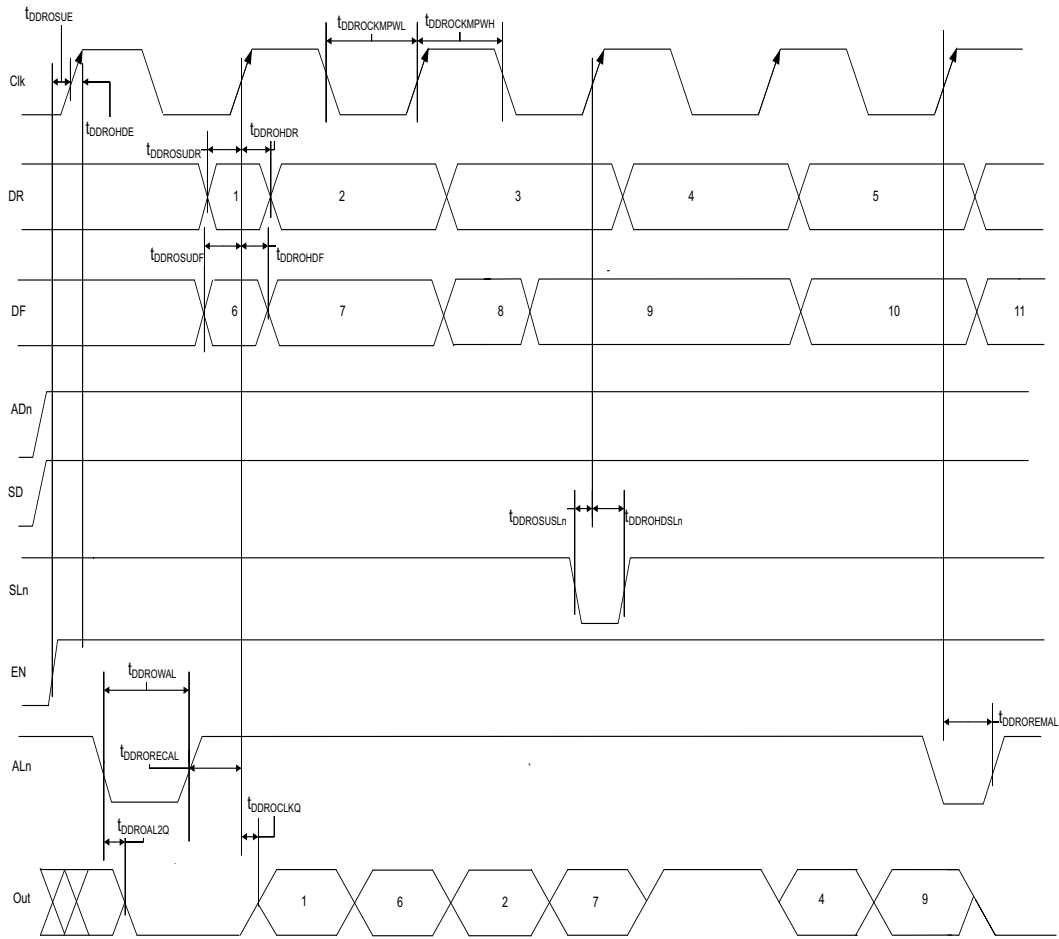 tDDROSUE
tDDROCKMPWL
tDDROCKMPWH
Clk
tDDROHDE
tDDROSUDR
tDDROHDR
DR
1
2
3
4
5
tDDROSUDF
tDDROHDF
DF
6
7
8
9
10
11
ADn
SD
tDDROSUSLn
tDDROHDSLn
SLn
EN
tDDROWAL
tDDROREMAL
tDDRORECAL
ALn
tDDROCLKQ
tDDROAL2Q
Out
1
6
2
7
4
9